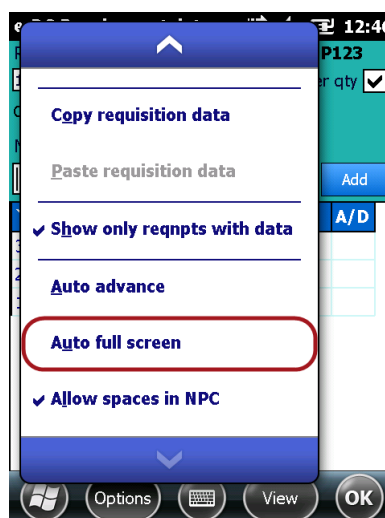 12:46
P123
qty
Copy requisition data
Paste requisition data
Add
A/D
Show only reqnpts with data
Auto advance
Auto full screen
Allow spaces in NPC
Options
View
OK